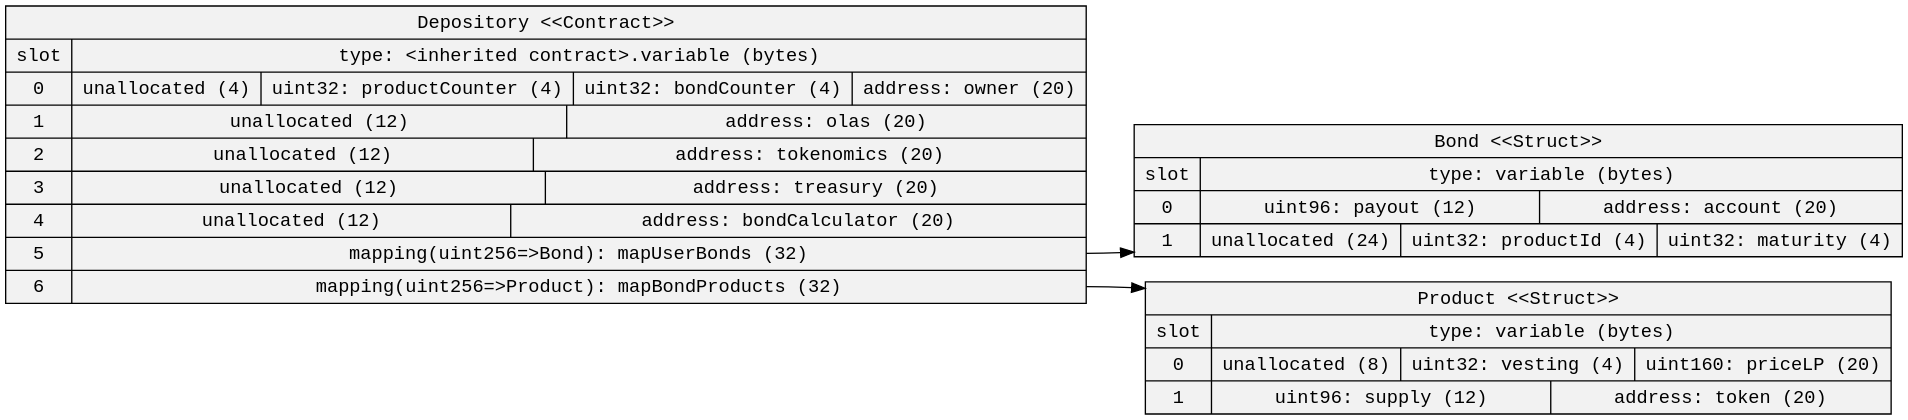 Depository <<Contract>>
slot type: <inherited contract>.variable (bytes)
0 unallocated (4) uint32: productCounter (4) uint32: bondCounter (4) address: owner (20)
1 unallocated (12) address: olas (20)
2 unallocated (12) address: tokenomics (20)
3 unallocated (12) address: treasury (20)
4 unallocated (12) address: bondCalculator (20)
5 mapping(uint256=>Bond): mapUserBonds (32)
6 mapping(uint256=>Product): mapBondProducts (32)
Bond <<Struct>>
slot type: variable (bytes)
0 uint96: payout (12) address: account (20)
1 unallocated (24) uint32: productId (4) uint32: maturity (4)
Product <<Struct>>
slot type: variable (bytes)
0 unallocated (8) uint32: vesting (4) uint160: priceLP (20)
1 uint96: supply (12) address: token (20)